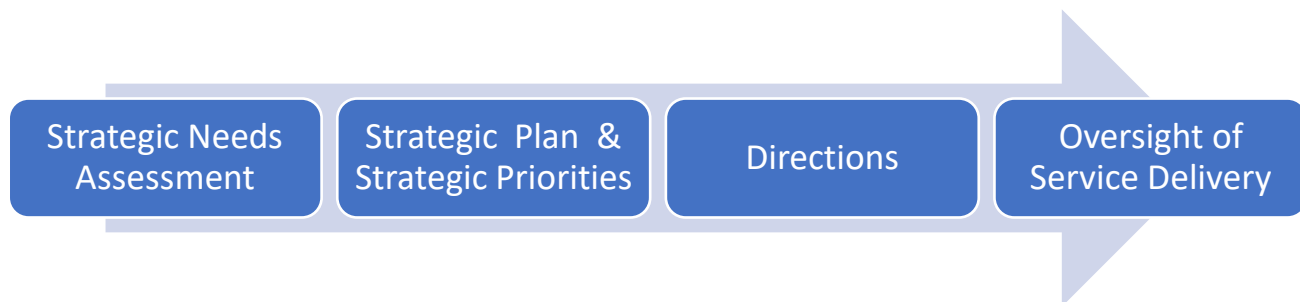 Strategic Needs
Assessment
Strategic Plan &
Strategic Priorities
Directions
Oversight of
Service Delivery